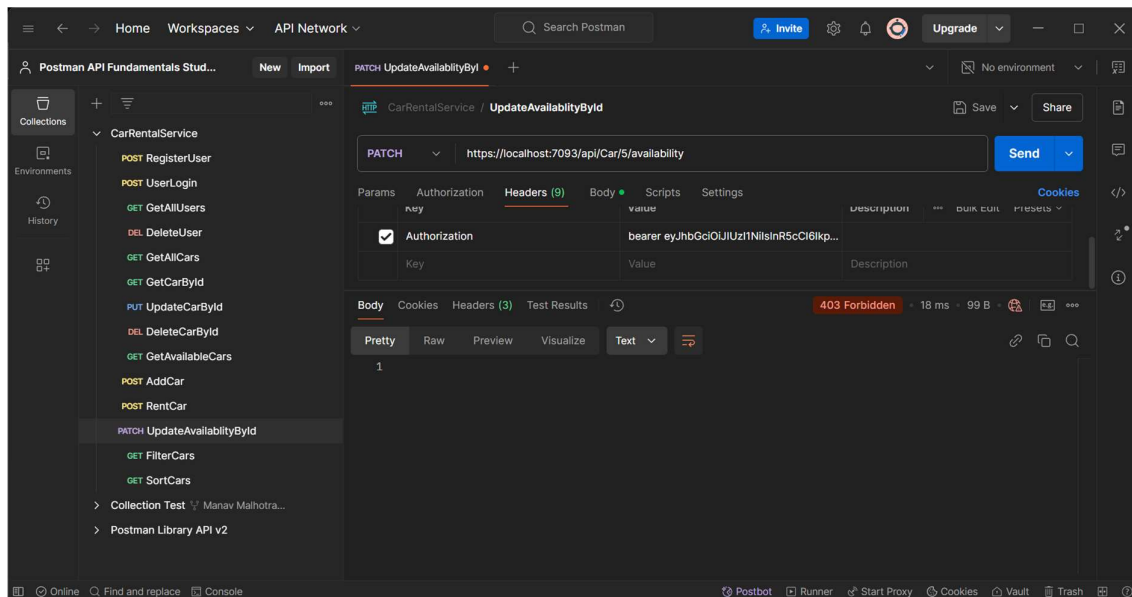 Home Workspaces API Network Search Postman Invite Upgrade
Postman API Fundamentals Stud... New Import PATCH UpdateAvailablityByI No environment
Collections
Environments
History
CarRentalService
POST RegisterUser
POST UserLogin
GET GetAllUsers
DEL DeleteUser
GET GetAllCars
GET GetCarById
PUT UpdateCarById
DEL DeleteCarById
GET GetAvailableCars
POST AddCar
POST RentCar
PATCH UpdateAvailablityById
GET FilterCars
GET SortCars
Collection Test Manav Malhotra...
Postman Library API v2
HTTP CarRentalService / UpdateAvailablityById Save Share
PATCH https://localhost:7093/api/Car/5/availability Send
Params Authorization Headers (9) Body Scripts Settings Cookies
Key Value Description Bulk Edit Presets
Authorization bearer eyJhbGciOiJIUzI1NiIsInR5cCI6Ikp...
Key Value Description
Body Cookies Headers (3) Test Results 403 Forbidden 18 ms 99 B e.g.
Pretty Raw Preview Visualize Text
1
Online Find and replace Console Postbot Runner Start Proxy Cookies Vault Trash